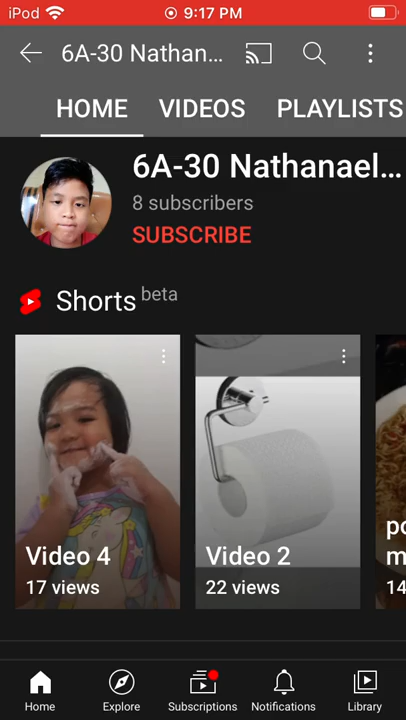 iPod 9:17 PM
6A-30 Nathan...
HOME VIDEOS PLAYLISTS
6A-30 Nathanael...
8 subscribers
SUBSCRIBE
Shorts beta
Video 4
17 views
Video 2
22 views
po
m
14
Home Explore Subscriptions Notifications Library